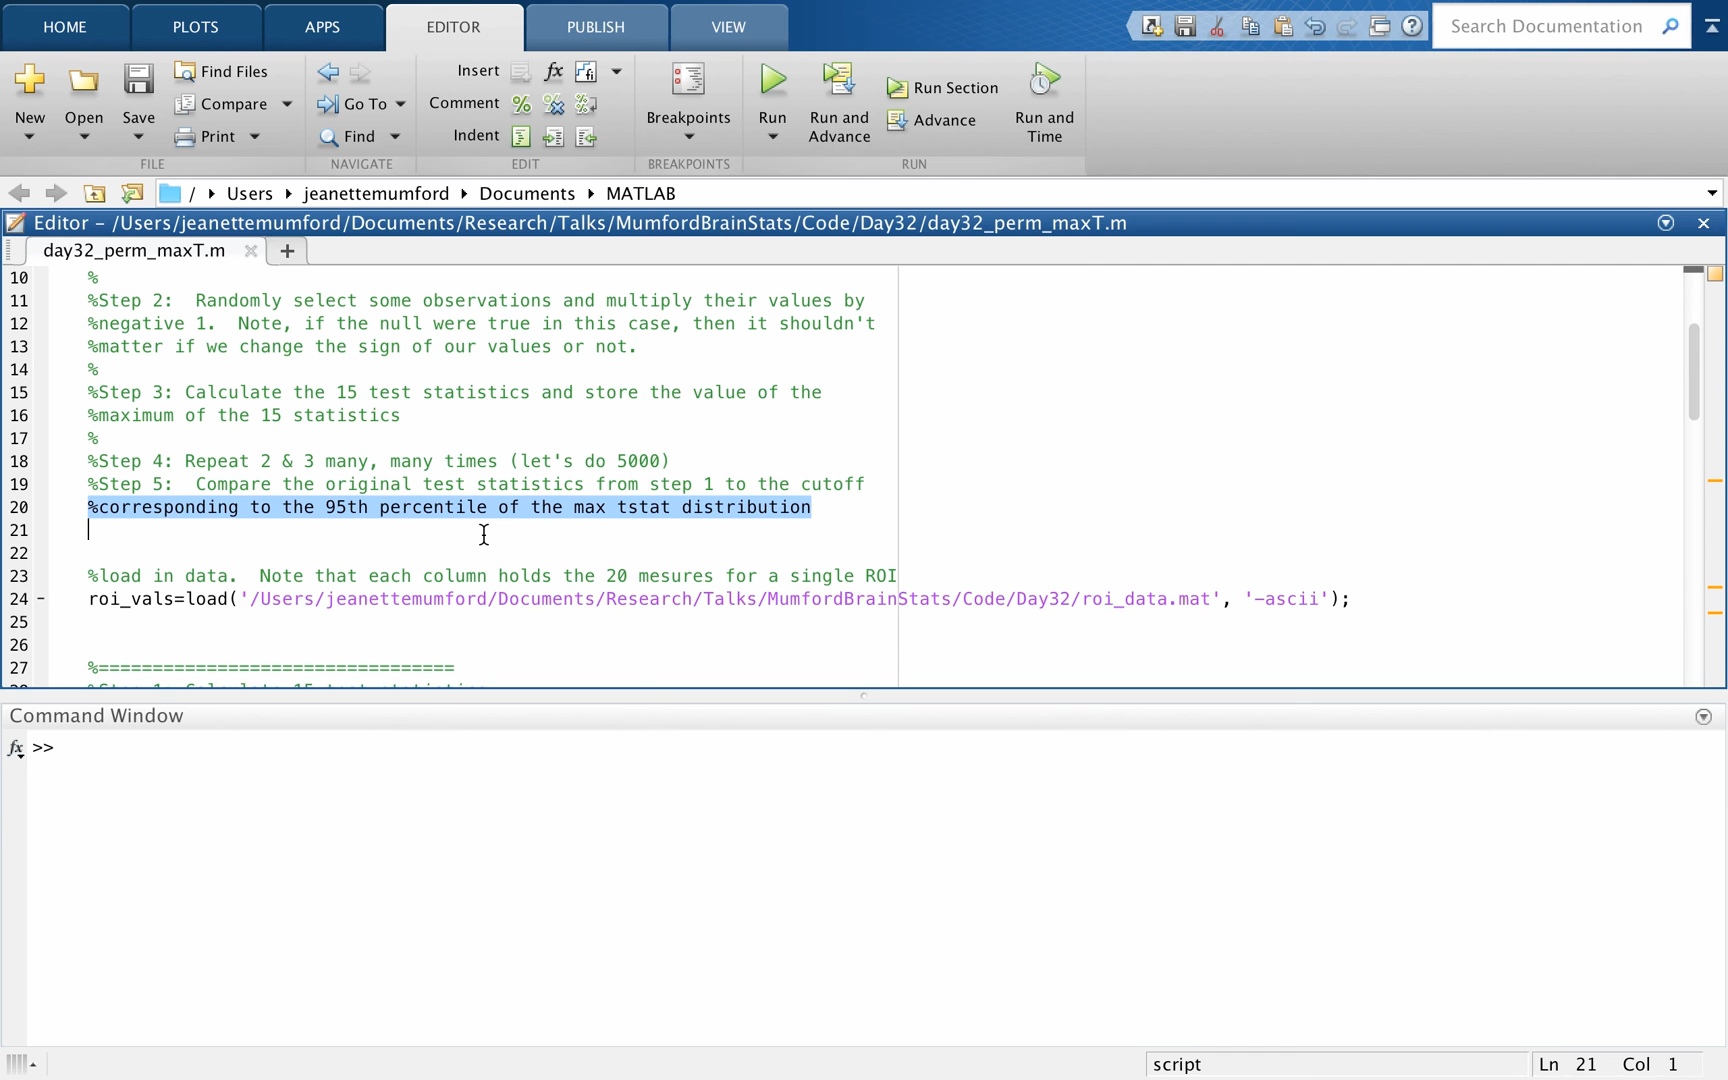 HOME PLOTS APPS EDITOR PUBLISH VIEW Search Documentation
New Open Save Find Files Compare Print
Go To Find
Insert fx
Comment
Indent
Breakpoints
Run Run and Advance Run Section Advance Run and Time
FILE NAVIGATE EDIT BREAKPOINTS RUN
/ Users jeanettemumford Documents MATLAB
Editor – /Users/jeanettemumford/Documents/Research/Talks/MumfordBrainStats/Code/Day32/day32_perm_maxT.m
day32_perm_maxT.m
10 %
11 %Step 2:  Randomly select some observations and multiply their values by
12 %negative 1.  Note, if the null were true in this case, then it shouldn't
13 %matter if we change the sign of our values or not.
14 %
15 %Step 3: Calculate the 15 test statistics and store the value of the
16 %maximum of the 15 statistics
17 %
18 %Step 4: Repeat 2 & 3 many, many times (let's do 5000)
19 %Step 5:  Compare the original test statistics from step 1 to the cutoff
20 %corresponding to the 95th percentile of the max tstat distribution
21
22
23 %load in data.  Note that each column holds the 20 mesures for a single ROI
24 – roi_vals=load('/Users/jeanettemumford/Documents/Research/Talks/MumfordBrainStats/Code/Day32/roi_data.mat', '-ascii');
25
26
27 %=================================
Command Window
fx >>
script Ln 21 Col 1